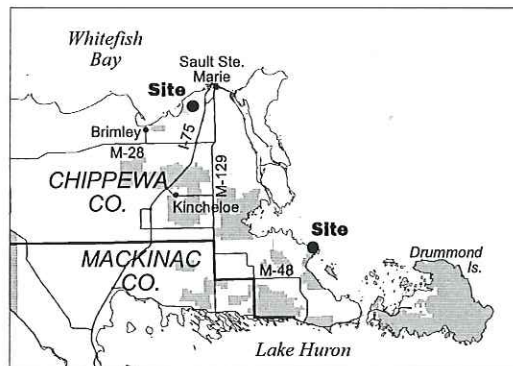 Whitefish
Bay
Sault Ste.
Marie
Site
Brimley
I-75
M-28
M-129
CHIPPEWA
CO.
Kincheloe
Site
MACKINAC
CO.
M-48
Drummond
Is.
Lake Huron